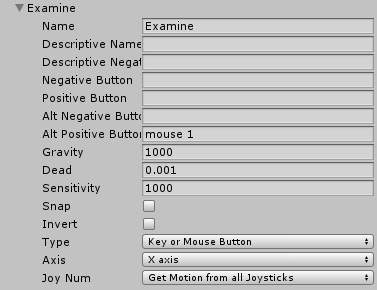 Examine
Name Examine
Descriptive Name
Descriptive Negat
Negative Button
Positive Button
Alt Negative Butto
Alt Positive Button mouse 1
Gravity 1000
Dead 0.001
Sensitivity 1000
Snap
Invert
Type Key or Mouse Button
Axis X axis
Joy Num Get Motion from all Joysticks